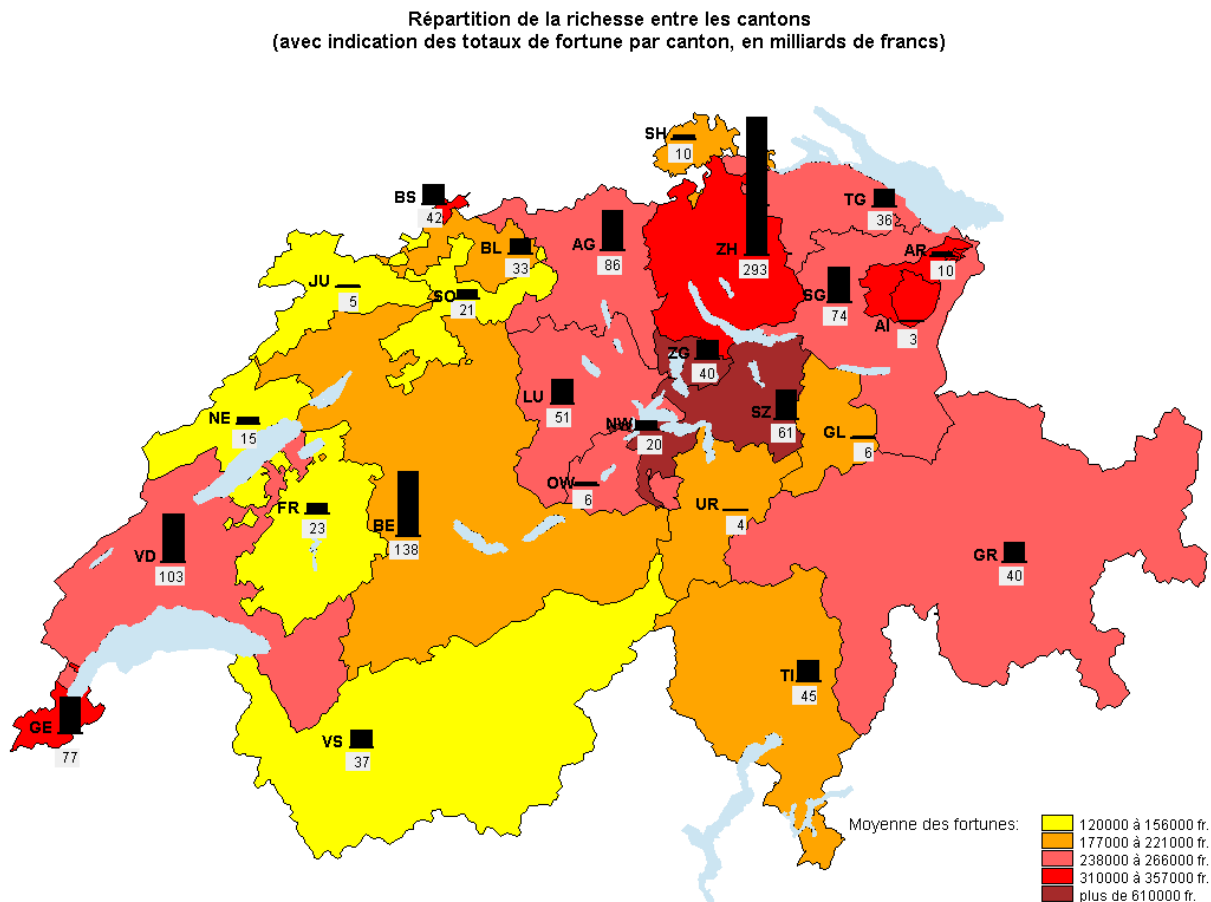 Répartition de la richesse entre les cantons
(avec indication des totaux de fortune par canton, en milliards de francs)
SH
10
BS
42
TG
36
BL
33
AG
86
ZH
293
AR
10
JU
5
SO
21
SG
74
AI
3
ZG
40
LU
51
NE
15
NW
20
SZ
61
GL
6
OW
6
FR
23
BE
138
UR
4
VD
103
GR
40
TI
45
GE
77
VS
37
Moyenne des fortunes:
120000 à 156000 fr.
177000 à 221000 fr.
238000 à 266000 fr.
310000 à 357000 fr.
plus de 610000 fr.